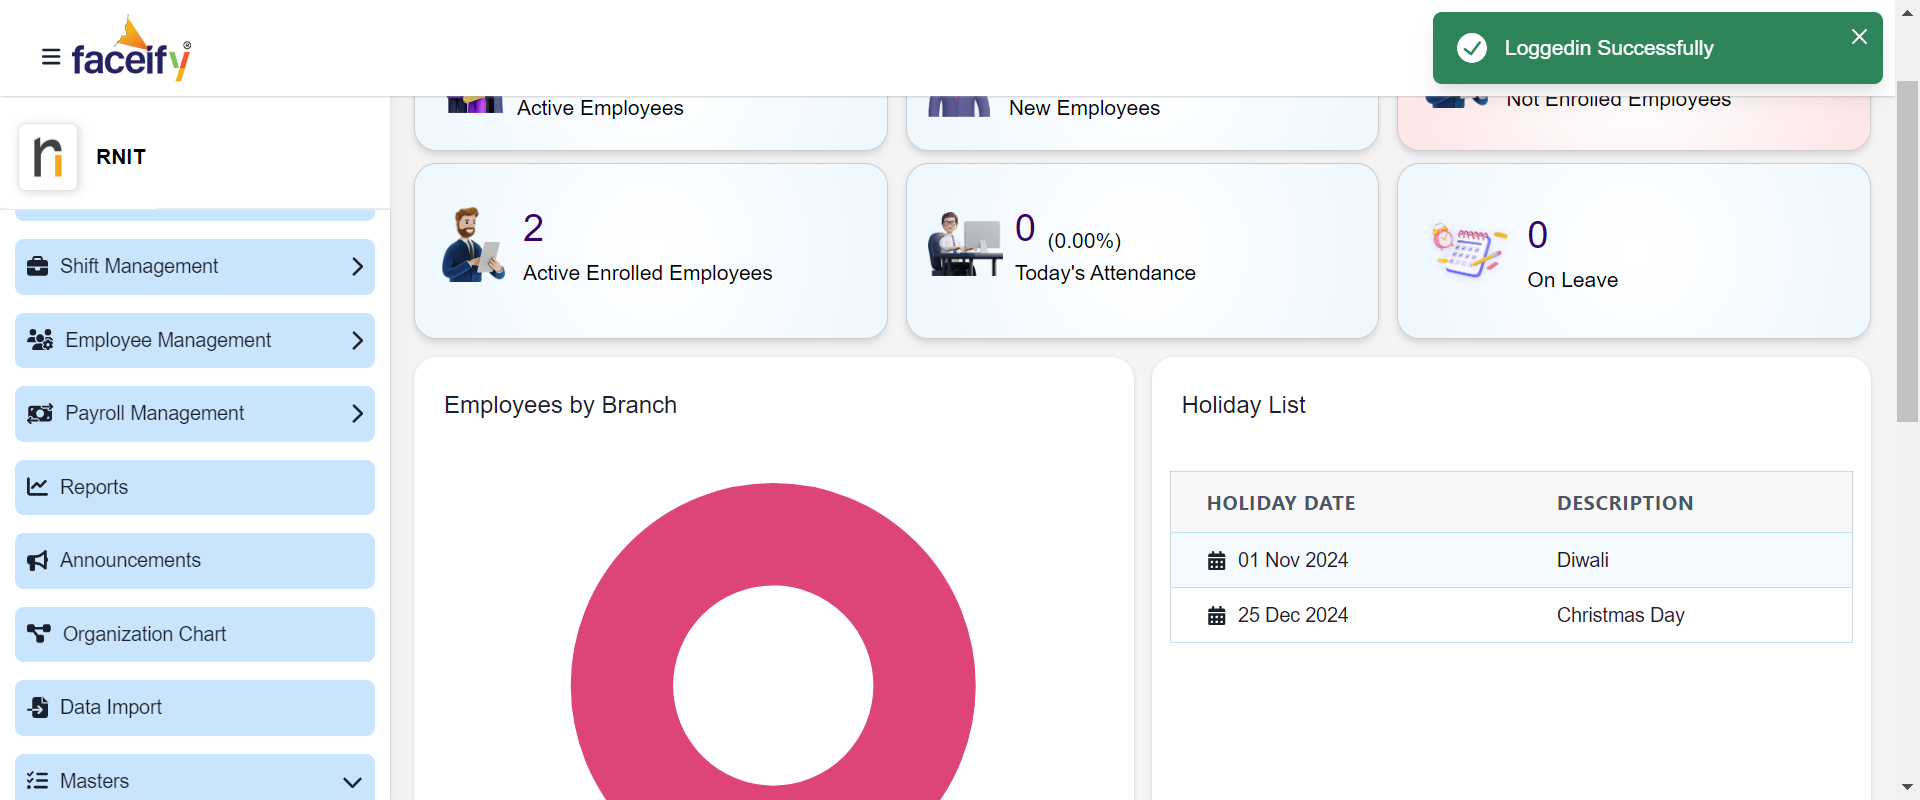 faceify®
Loggedin Successfully
Active Employees
New Employees
Not Enrolled Employees
RNIT
2
Active Enrolled Employees
0 (0.00%)
Today's Attendance
0
On Leave
Shift Management
Employee Management
Payroll Management
Reports
Announcements
Organization Chart
Data Import
Masters
Employees by Branch
Holiday List
HOLIDAY DATE DESCRIPTION
01 Nov 2024 Diwali
25 Dec 2024 Christmas Day